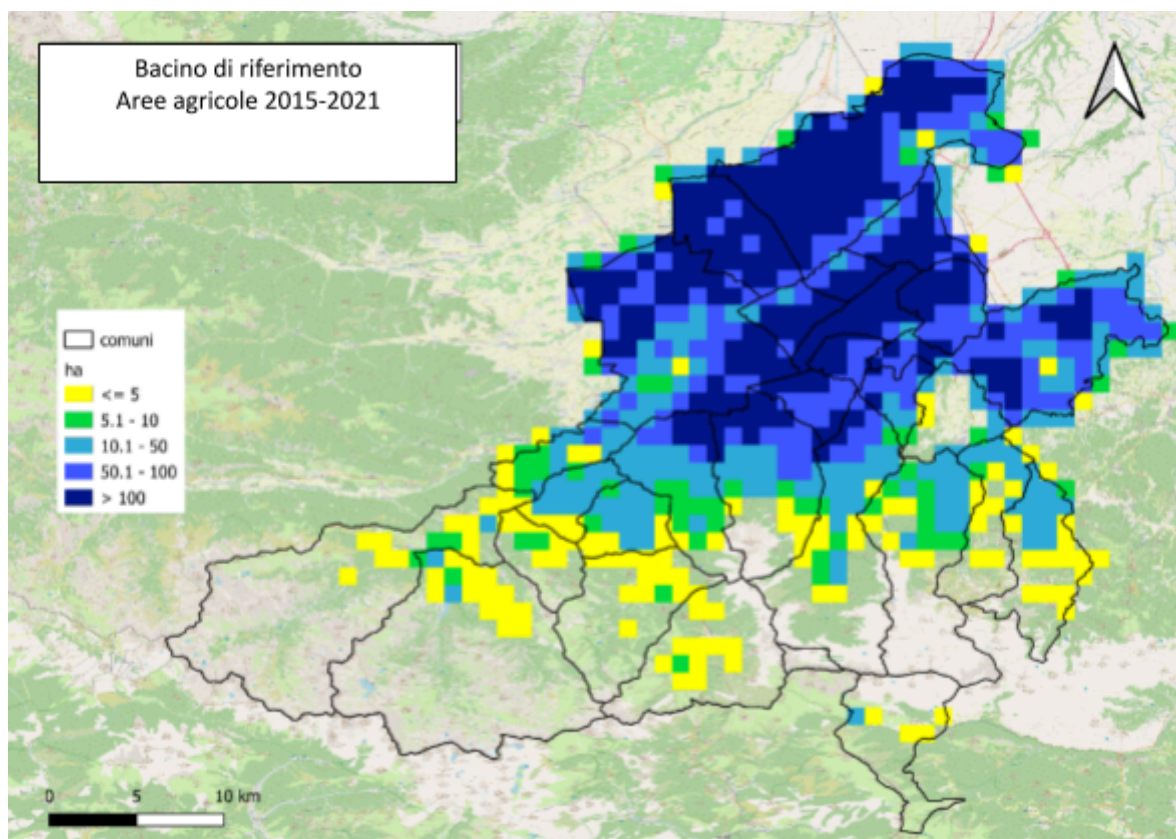 Bacino di riferimento
Aree agricole 2015-2021
comuni
ha
<= 5
5.1 - 10
10.1 - 50
50.1 - 100
> 100
0 5 10 km